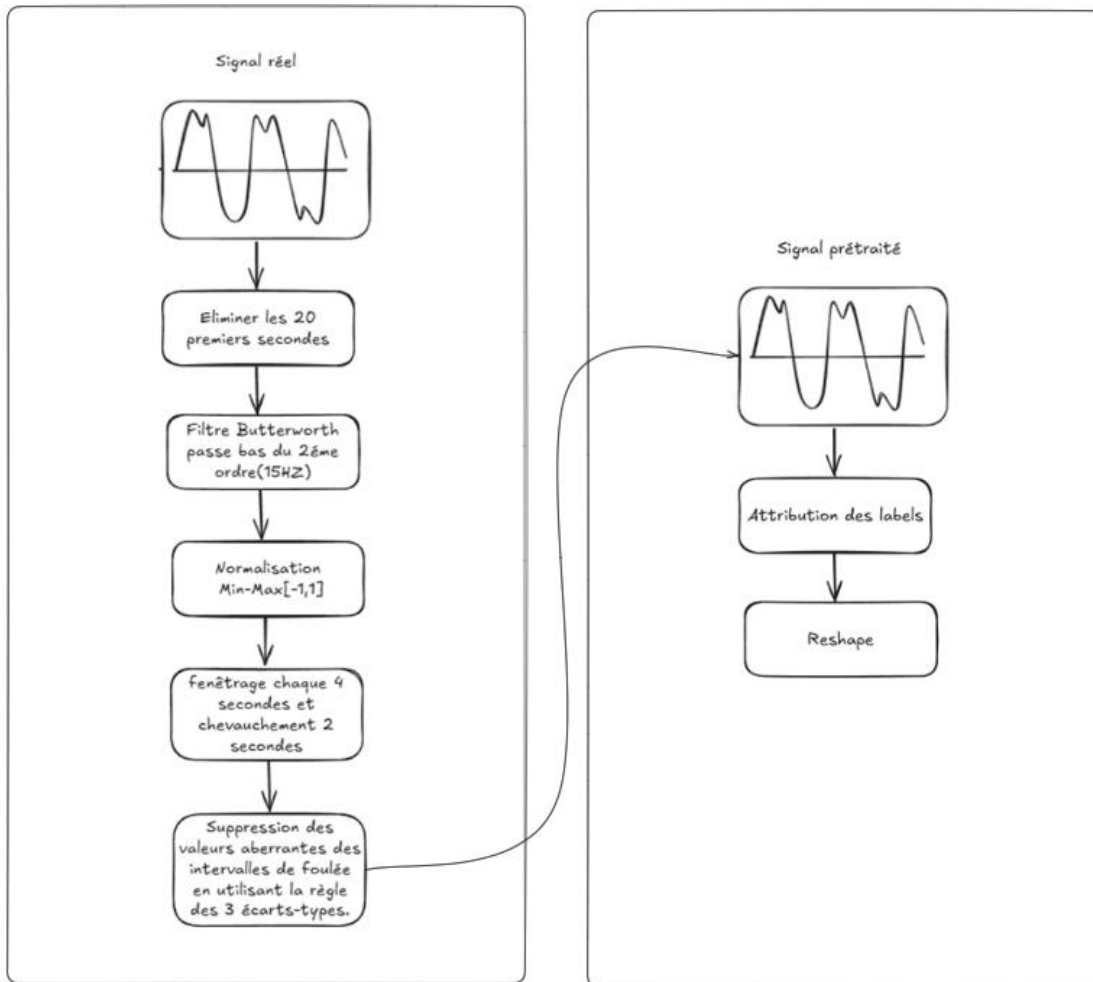 Signal réel
Eliminer les 20
premiers secondes
Filtre Butterworth
passe bas du 2éme
ordre(15HZ)
Normalisation
Min-Max[-1,1]
fenêtrage chaque 4
secondes et
chevauchement 2
secondes
Suppression des
valeurs aberrantes des
intervalles de foulée
en utilisant la règle
des 3 écarts-types.
Signal prétraité
Attribution des labels
Reshape